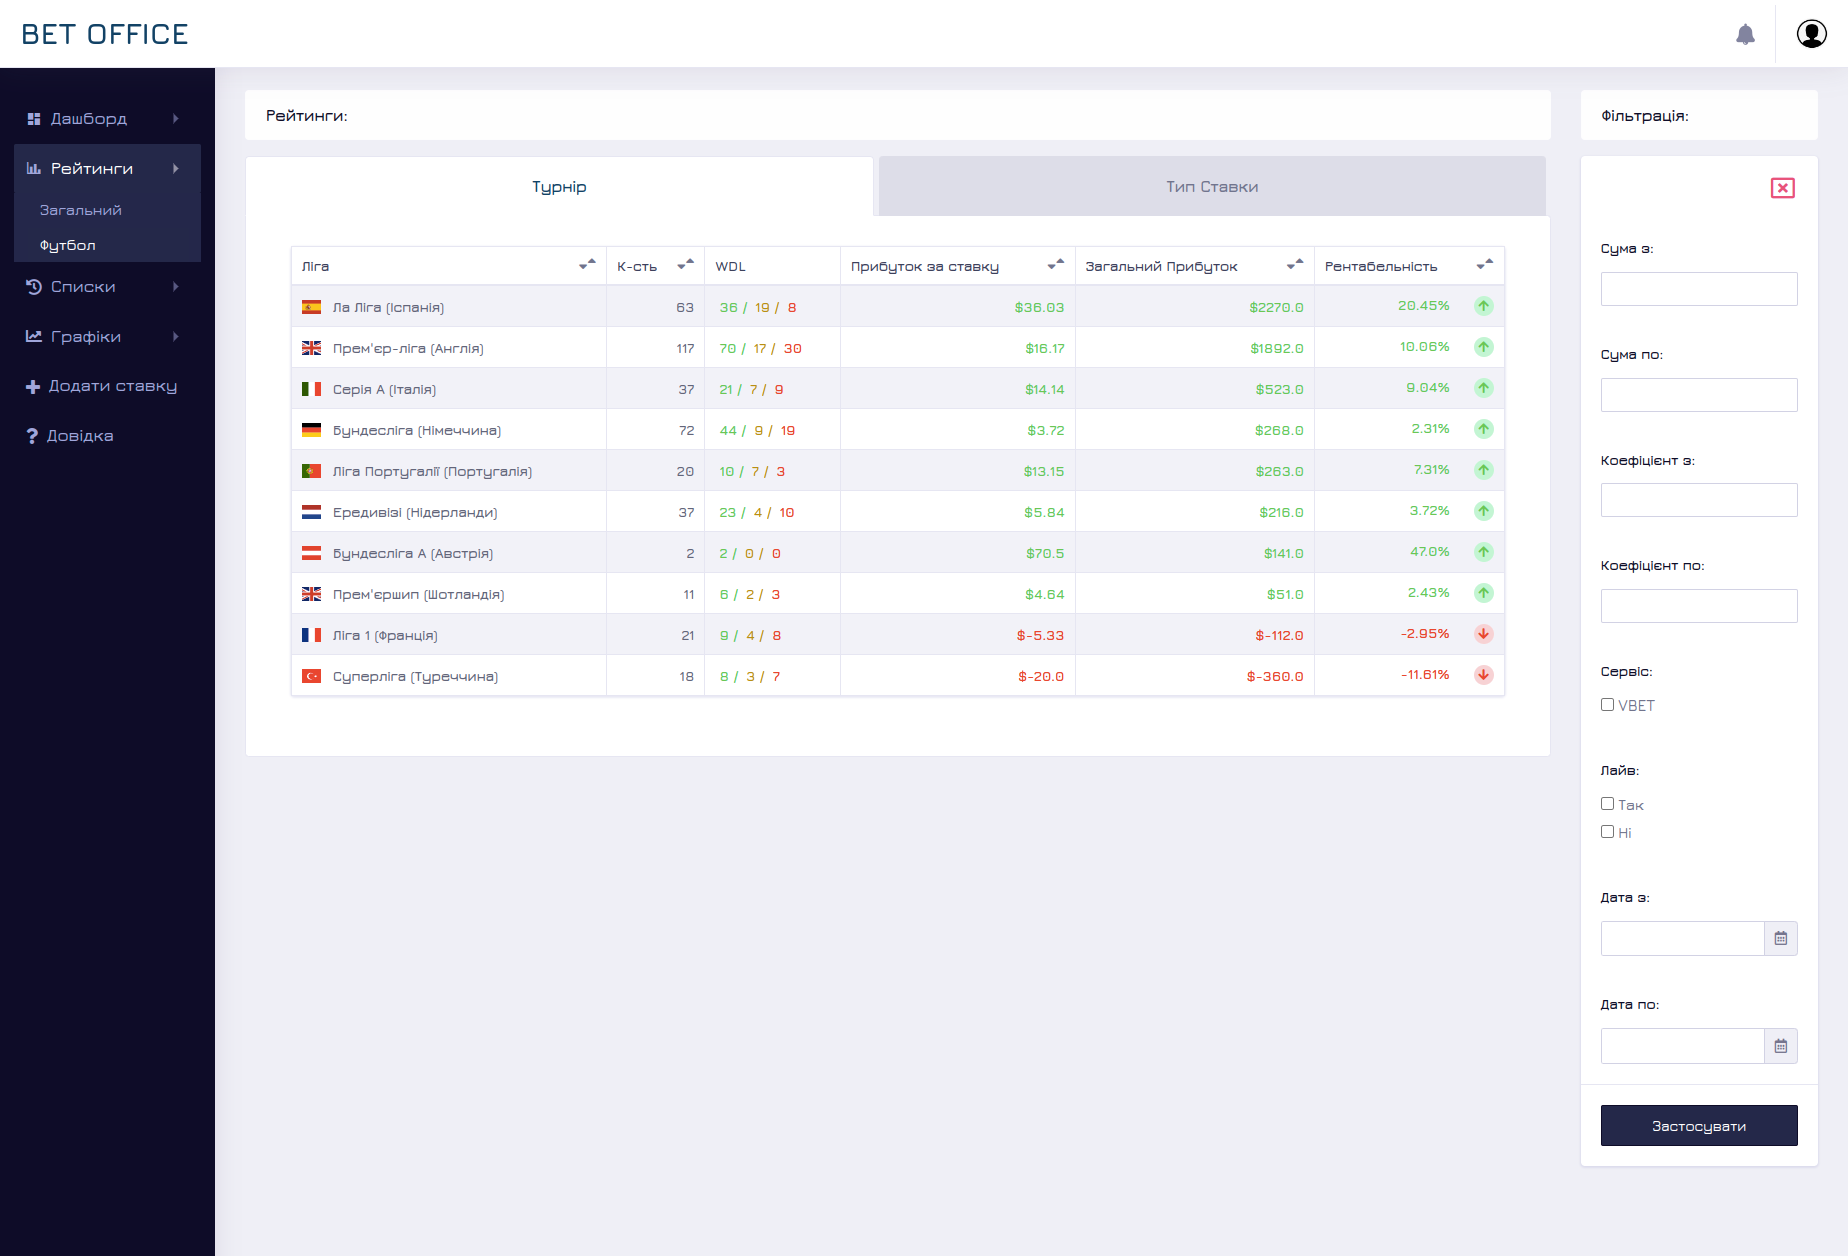 BET OFFICE
Дашборд
Рейтинги
Загальний
Футбол
Списки
Графіки
Додати ставку
Довідка
Рейтинги:
Турнір
Тип Ставки
Ліга К-сть WDL Прибуток за ставку Загальний Прибуток Рентабельність
Ла Ліга (Іспанія) 63 36 / 19 / 8 $36.03 $2270.0 20.45%
Прем'єр-ліга (Англія) 117 70 / 17 / 30 $16.17 $1892.0 10.06%
Серія А (Італія) 37 21 / 7 / 9 $14.14 $523.0 9.04%
Бундесліга (Німеччина) 72 44 / 9 / 19 $3.72 $268.0 2.31%
Ліга Португалії (Португалія) 20 10 / 7 / 3 $13.15 $263.0 7.31%
Ередивізі (Нідерланди) 37 23 / 4 / 10 $5.84 $216.0 3.72%
Бундесліга А (Австрія) 2 2 / 0 / 0 $70.5 $141.0 47.0%
Прем'єршип (Шотландія) 11 6 / 2 / 3 $4.64 $51.0 2.43%
Ліга 1 (Франція) 21 9 / 4 / 8 $-5.33 $-112.0 -2.95%
Суперліга (Туреччина) 18 8 / 3 / 7 $-20.0 $-360.0 -11.61%
Фільтрація:
Сума з:
Сума по:
Коефіцієнт з:
Коефіцієнт по:
Сервіс:
VBET
Лайв:
Так
Ні
Дата з:
Дата по:
Застосувати